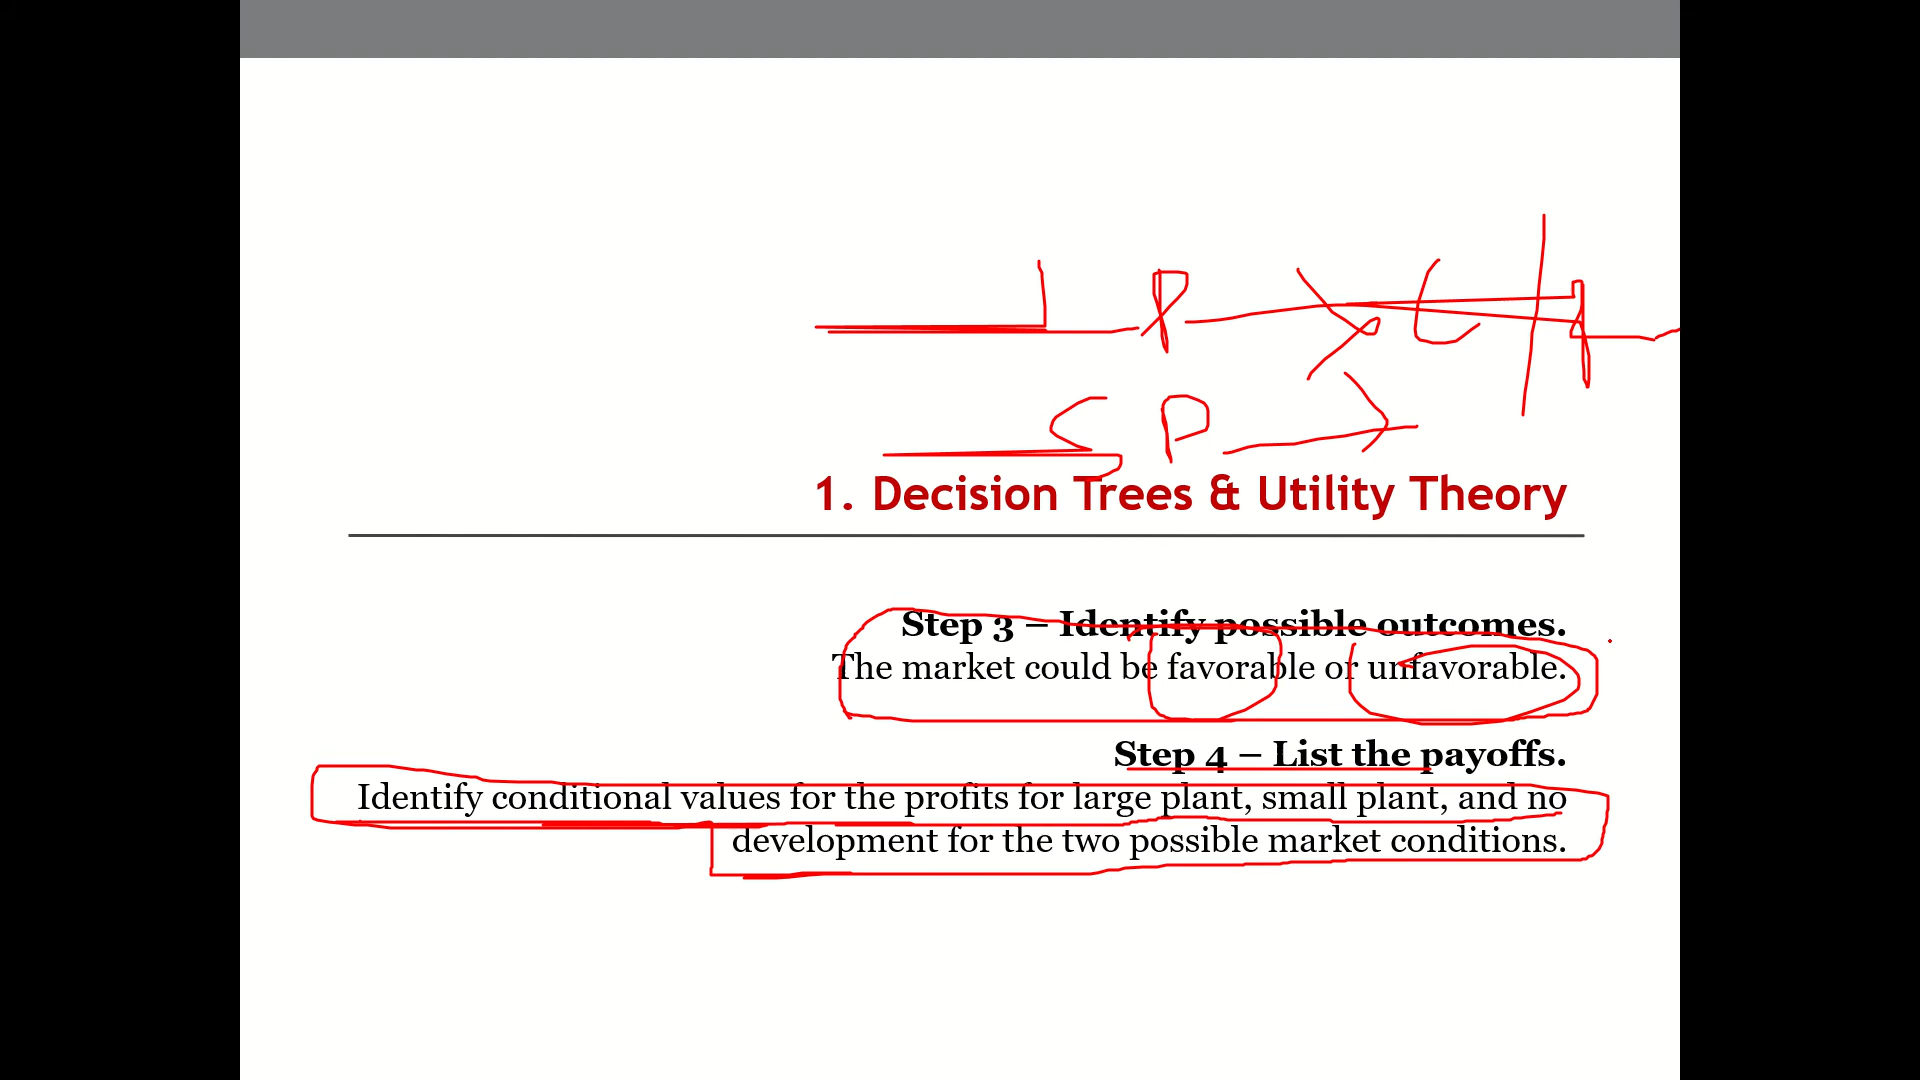 P
S P
1. Decision Trees & Utility Theory
Step 3 – Identify possible outcomes.
The market could be favorable or unfavorable.
Step 4 – List the payoffs.
Identify conditional values for the profits for large plant, small plant, and no
development for the two possible market conditions.